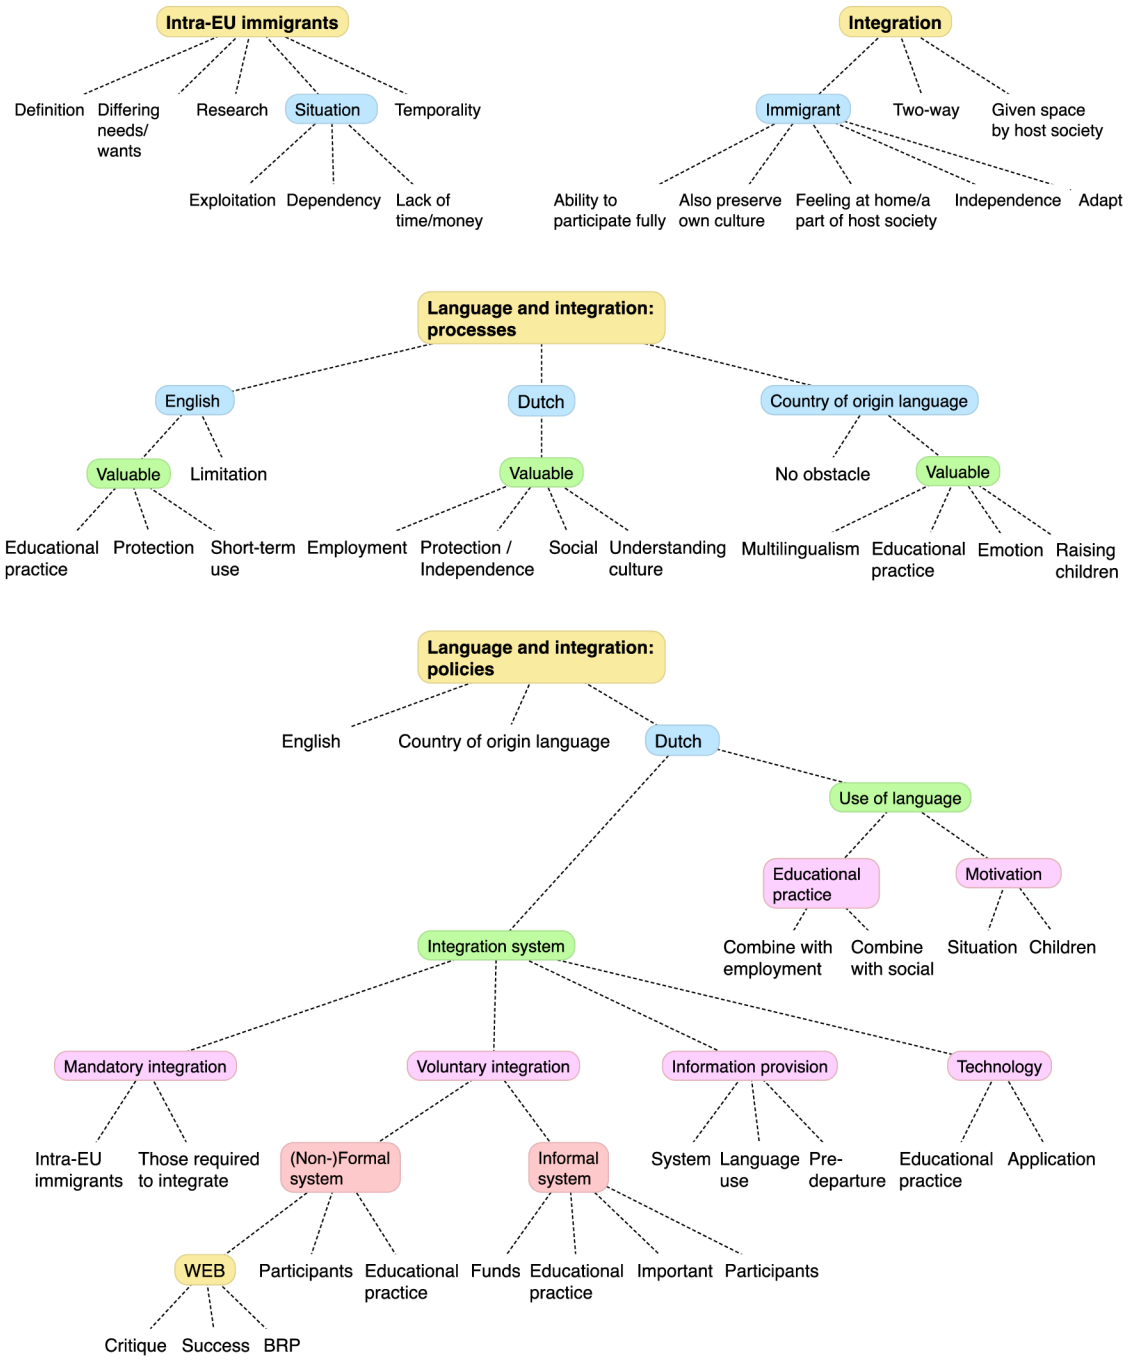 Intra-EU immigrants
Integration
Definition
Differing
needs/
wants
Research
Situation
Temporality
Immigrant
Two-way
Given space
by host society
Exploitation
Dependency
Lack of
time/money
Ability to
participate fully
Also preserve
own culture
Feeling at home/a
part of host society
Independence
Adapt
Language and integration:
processes
English
Dutch
Country of origin language
Valuable
Limitation
Valuable
No obstacle
Valuable
Educational
practice
Protection
Short-term
use
Employment
Protection /
Independence
Social
Understanding
culture
Multilingualism
Educational
practice
Emotion
Raising
children
Language and integration:
policies
English
Country of origin language
Dutch
Use of language
Educational
practice
Motivation
Combine with
employment
Combine
with social
Situation
Children
Integration system
Mandatory integration
Voluntary integration
Information provision
Technology
Intra-EU
immigrants
Those required
to integrate
(Non-)Formal
system
Informal
system
System
Language
use
Pre-
departure
Educational
practice
Application
WEB
Participants
Educational
practice
Funds
Educational
practice
Important
Participants
Critique
Success
BRP